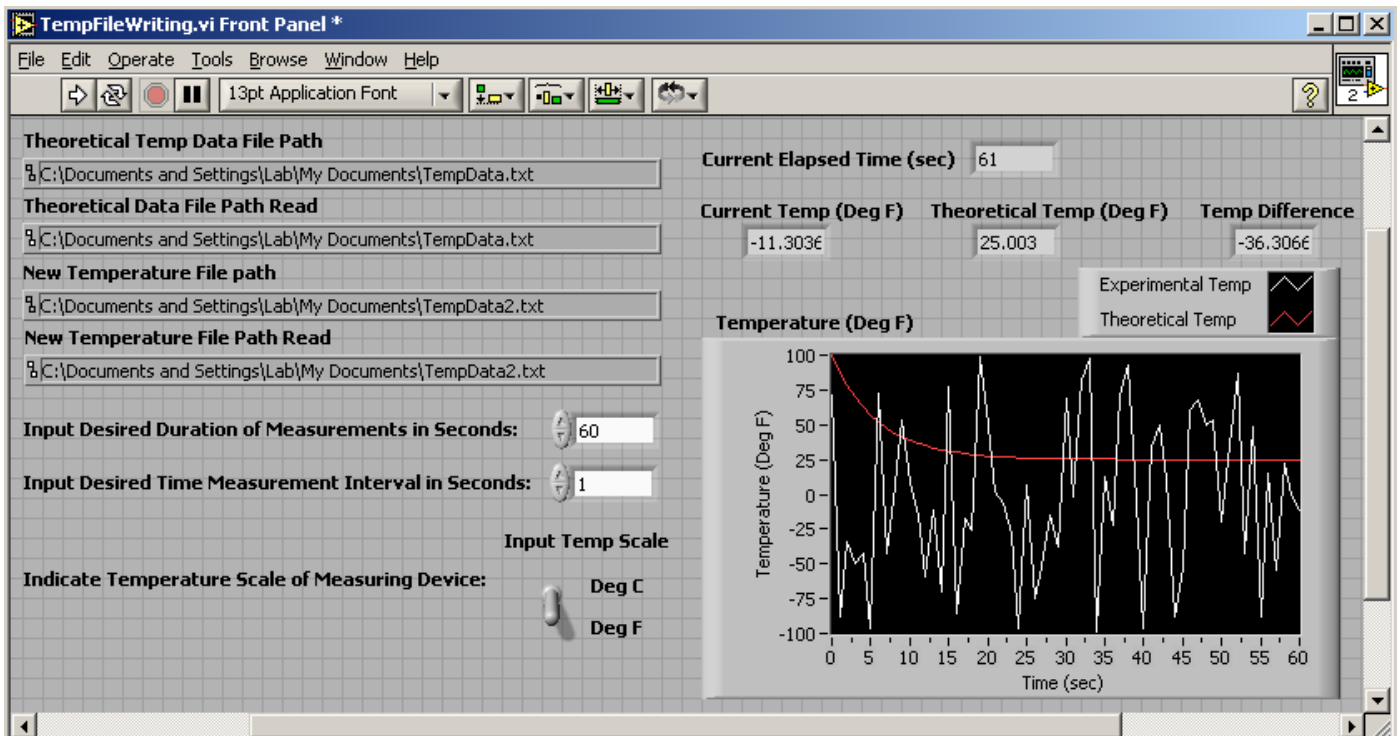 TempFileWriting.vi Front Panel *
File Edit Operate Tools Browse Window Help
13pt Application Font
2
Theoretical Temp Data File Path
C:\Documents and Settings\Lab\My Documents\TempData.txt
Theoretical Data File Path Read
C:\Documents and Settings\Lab\My Documents\TempData.txt
New Temperature File path
C:\Documents and Settings\Lab\My Documents\TempData2.txt
New Temperature File Path Read
C:\Documents and Settings\Lab\My Documents\TempData2.txt
Input Desired Duration of Measurements in Seconds: 60
Input Desired Time Measurement Interval in Seconds: 1
Input Temp Scale
Indicate Temperature Scale of Measuring Device:
Deg C
Deg F
Current Elapsed Time (sec) 61
Current Temp (Deg F) Theoretical Temp (Deg F) Temp Difference
-11.3036 25.003 -36.3066
Experimental Temp
Theoretical Temp
Temperature (Deg F)
Temperature (Deg F)
100
75
50
25
0
-25
-50
-75
-100
0 5 10 15 20 25 30 35 40 45 50 55 60
Time (sec)